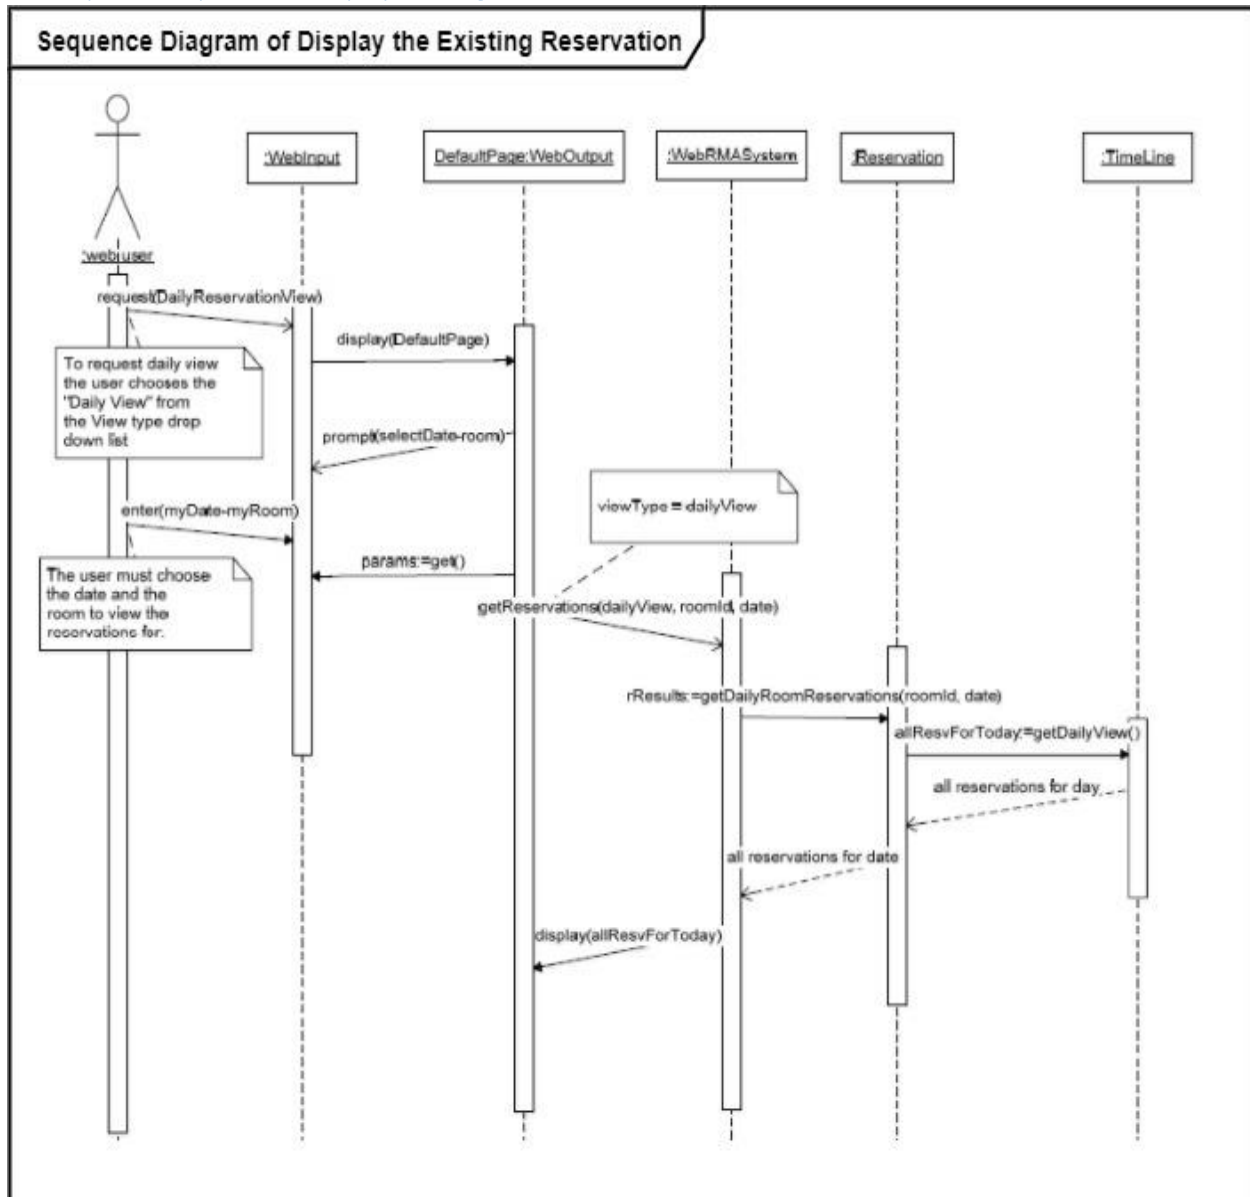 Sequence Diagram of Display the Existing Reservation
:WebInput
DefaultPage:WebOutput
:WebRMASystem
:Reservation
:TimeLine
:web user
request(DailyReservationView)
display(DefaultPage)
To request daily view
the user chooses the
"Daily View" from
the View type drop
down list
prompt(selectDate-room)
viewType = dailyView
enter(myDate-myRoom)
params:=get()
The user must choose
the date and the
room to view the
reservations for.
getReservations(dailyView, roomId, date)
rResults:=getDailyRoomReservations(roomId, date)
allResvForToday:=getDailyView()
all reservations for day
all reservations for date
display(allResvForToday)